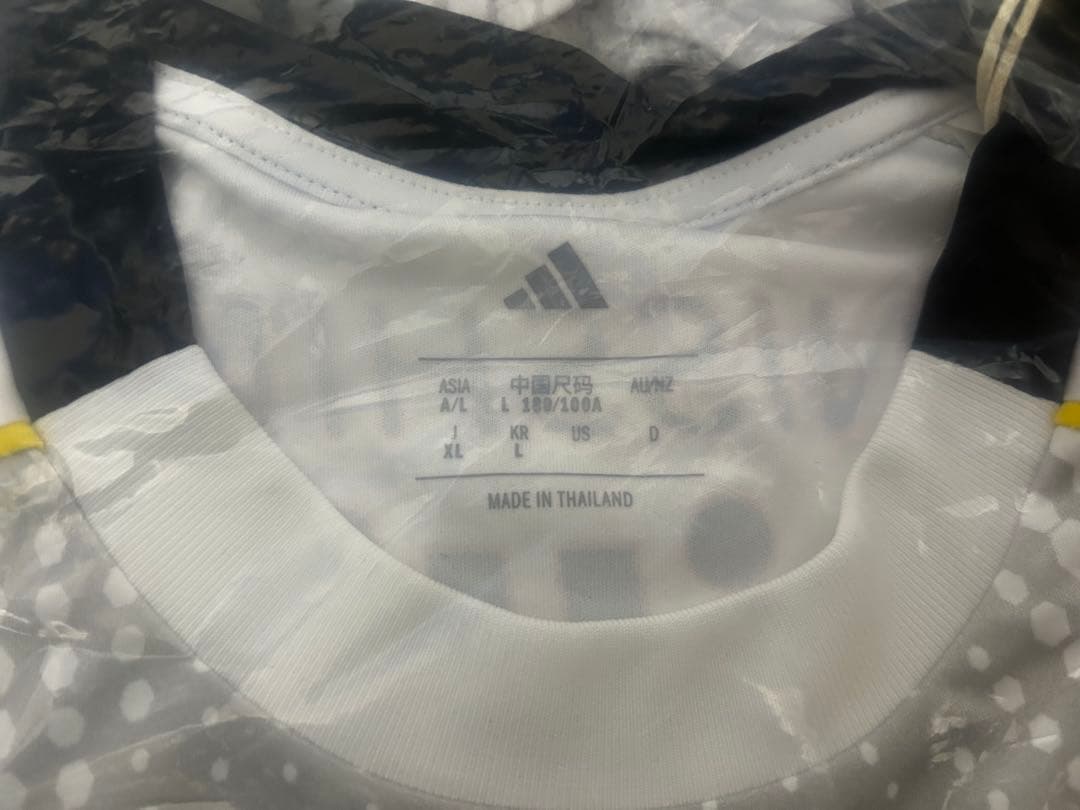 ASIA 中国尺码 AU/NZ
A/L L 180/100A
J KR US D
XL L
MADE IN THAILAND